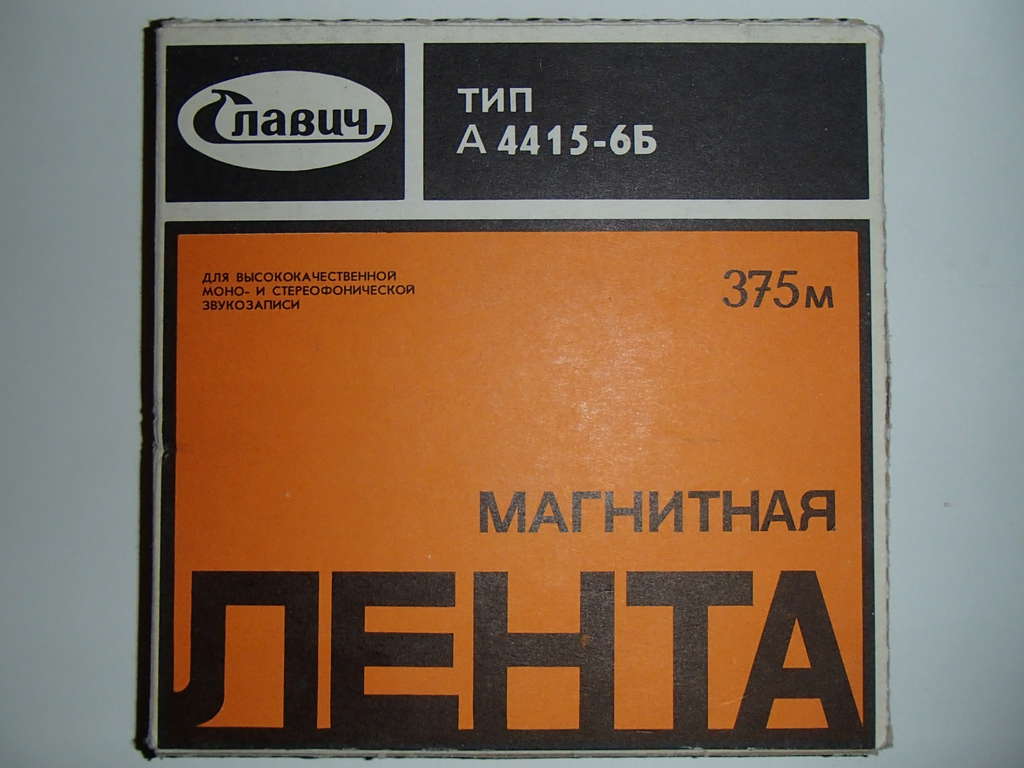 Славич
ТИП
А 4415-6Б
ДЛЯ ВЫСОКОКАЧЕСТВЕННОЙ
МОНО- И СТЕРЕОФОНИЧЕСКОЙ
ЗВУКОЗАПИСИ
375м
МАГНИТНАЯ
ЛЕНТА